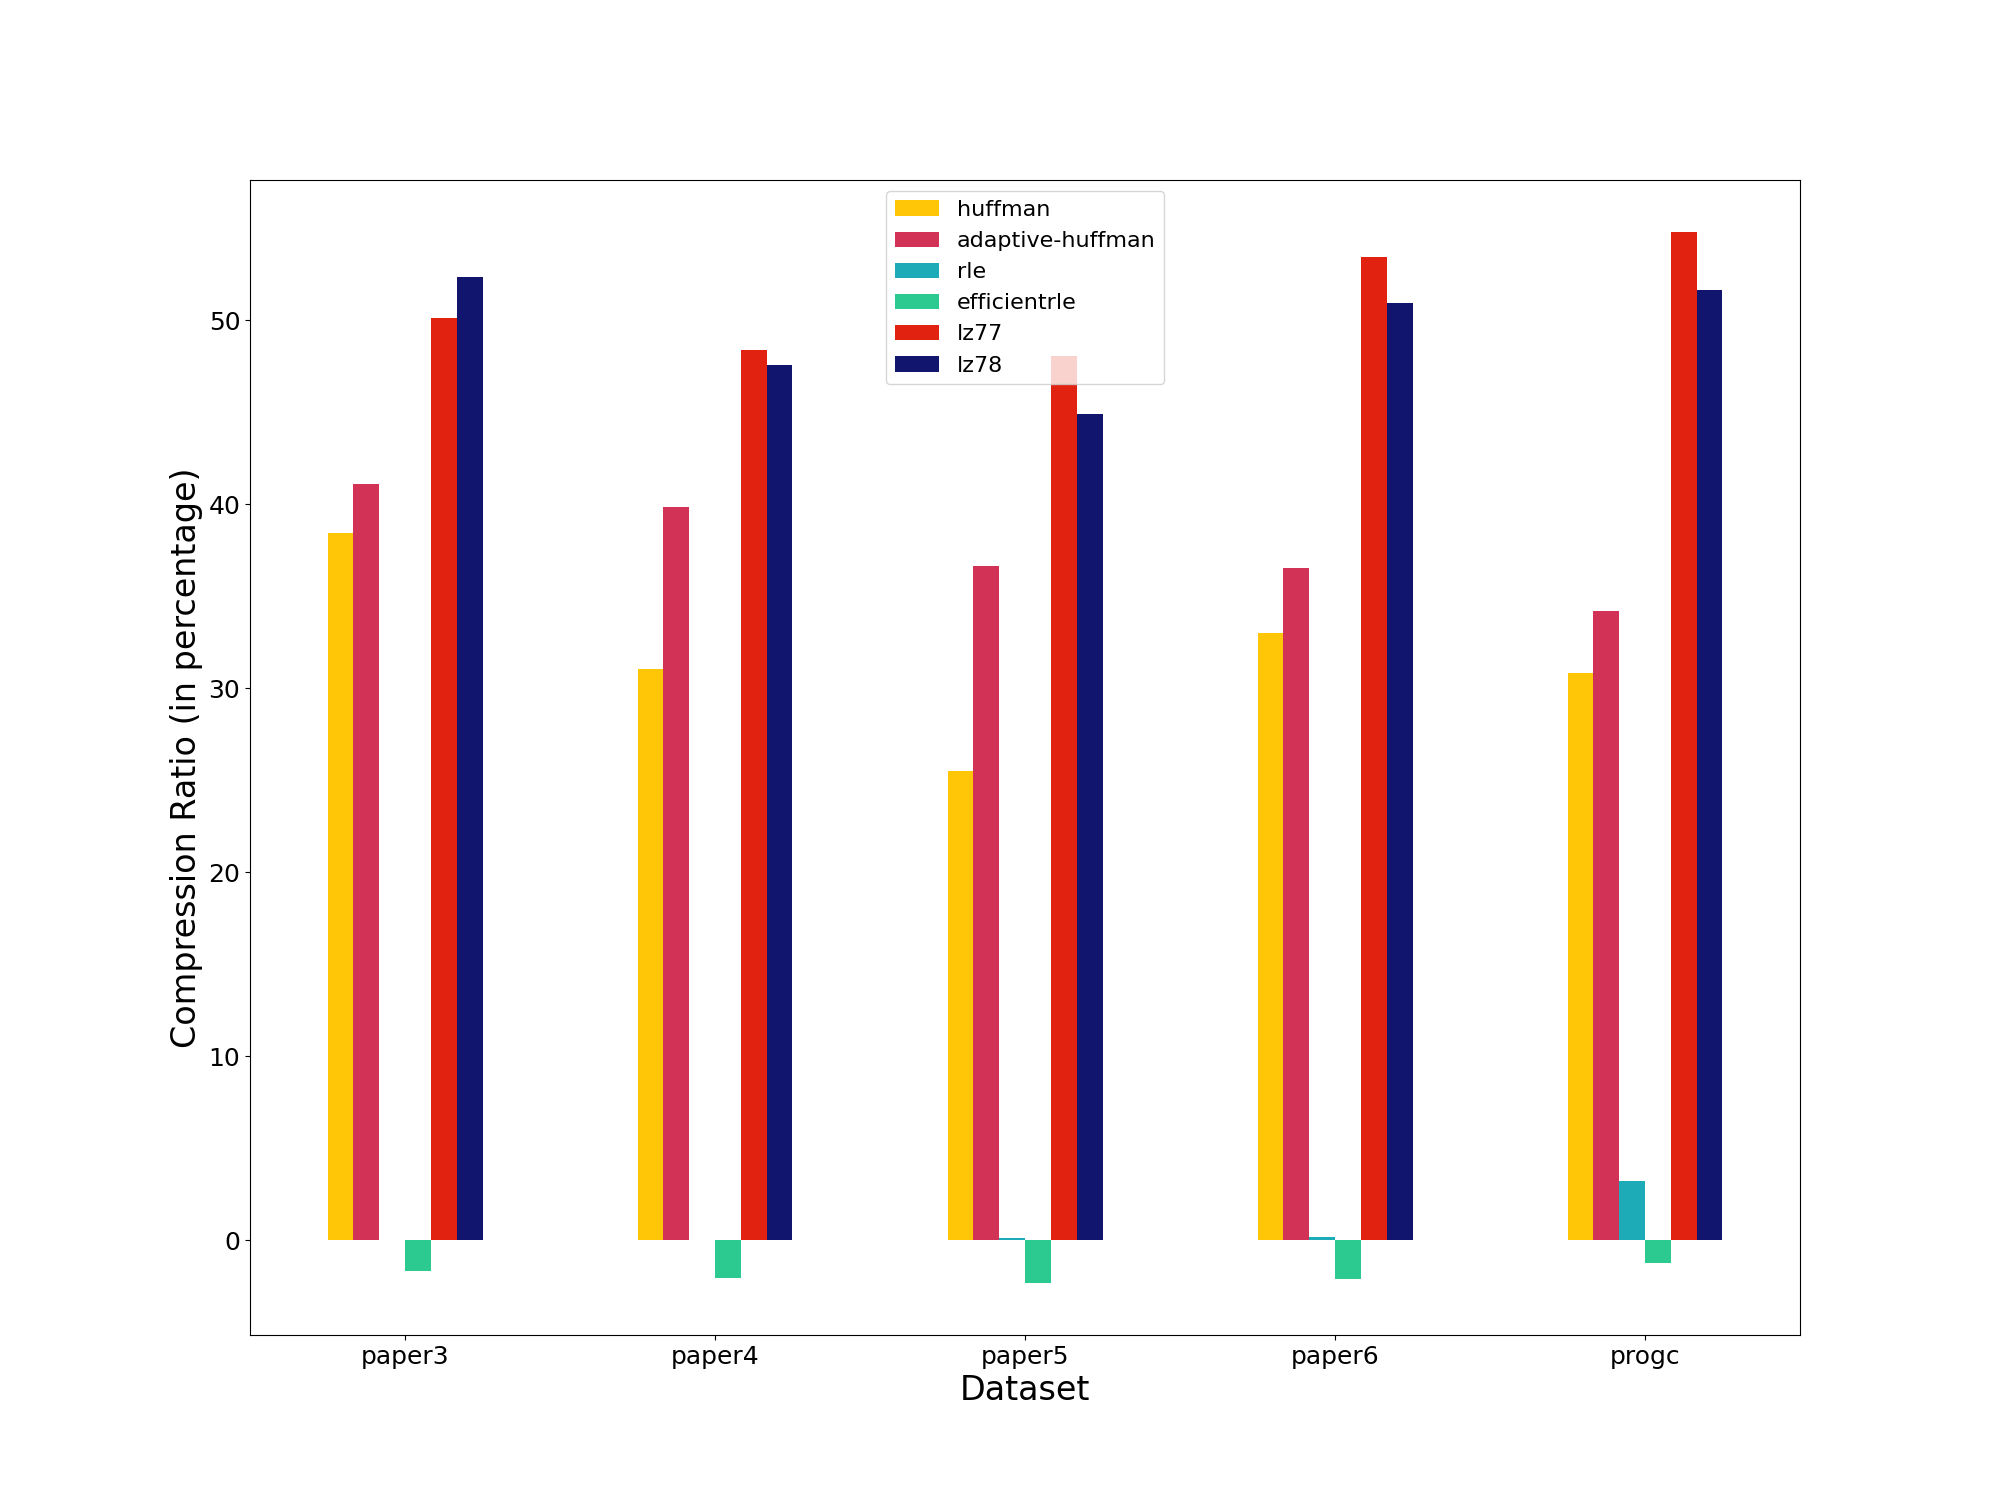 huffman
adaptive-huffman
rle
efficientrle
lz77
lz78
Compression Ratio (in percentage)
50
40
30
20
10
0
paper3 paper4 paper5 paper6 progc
Dataset